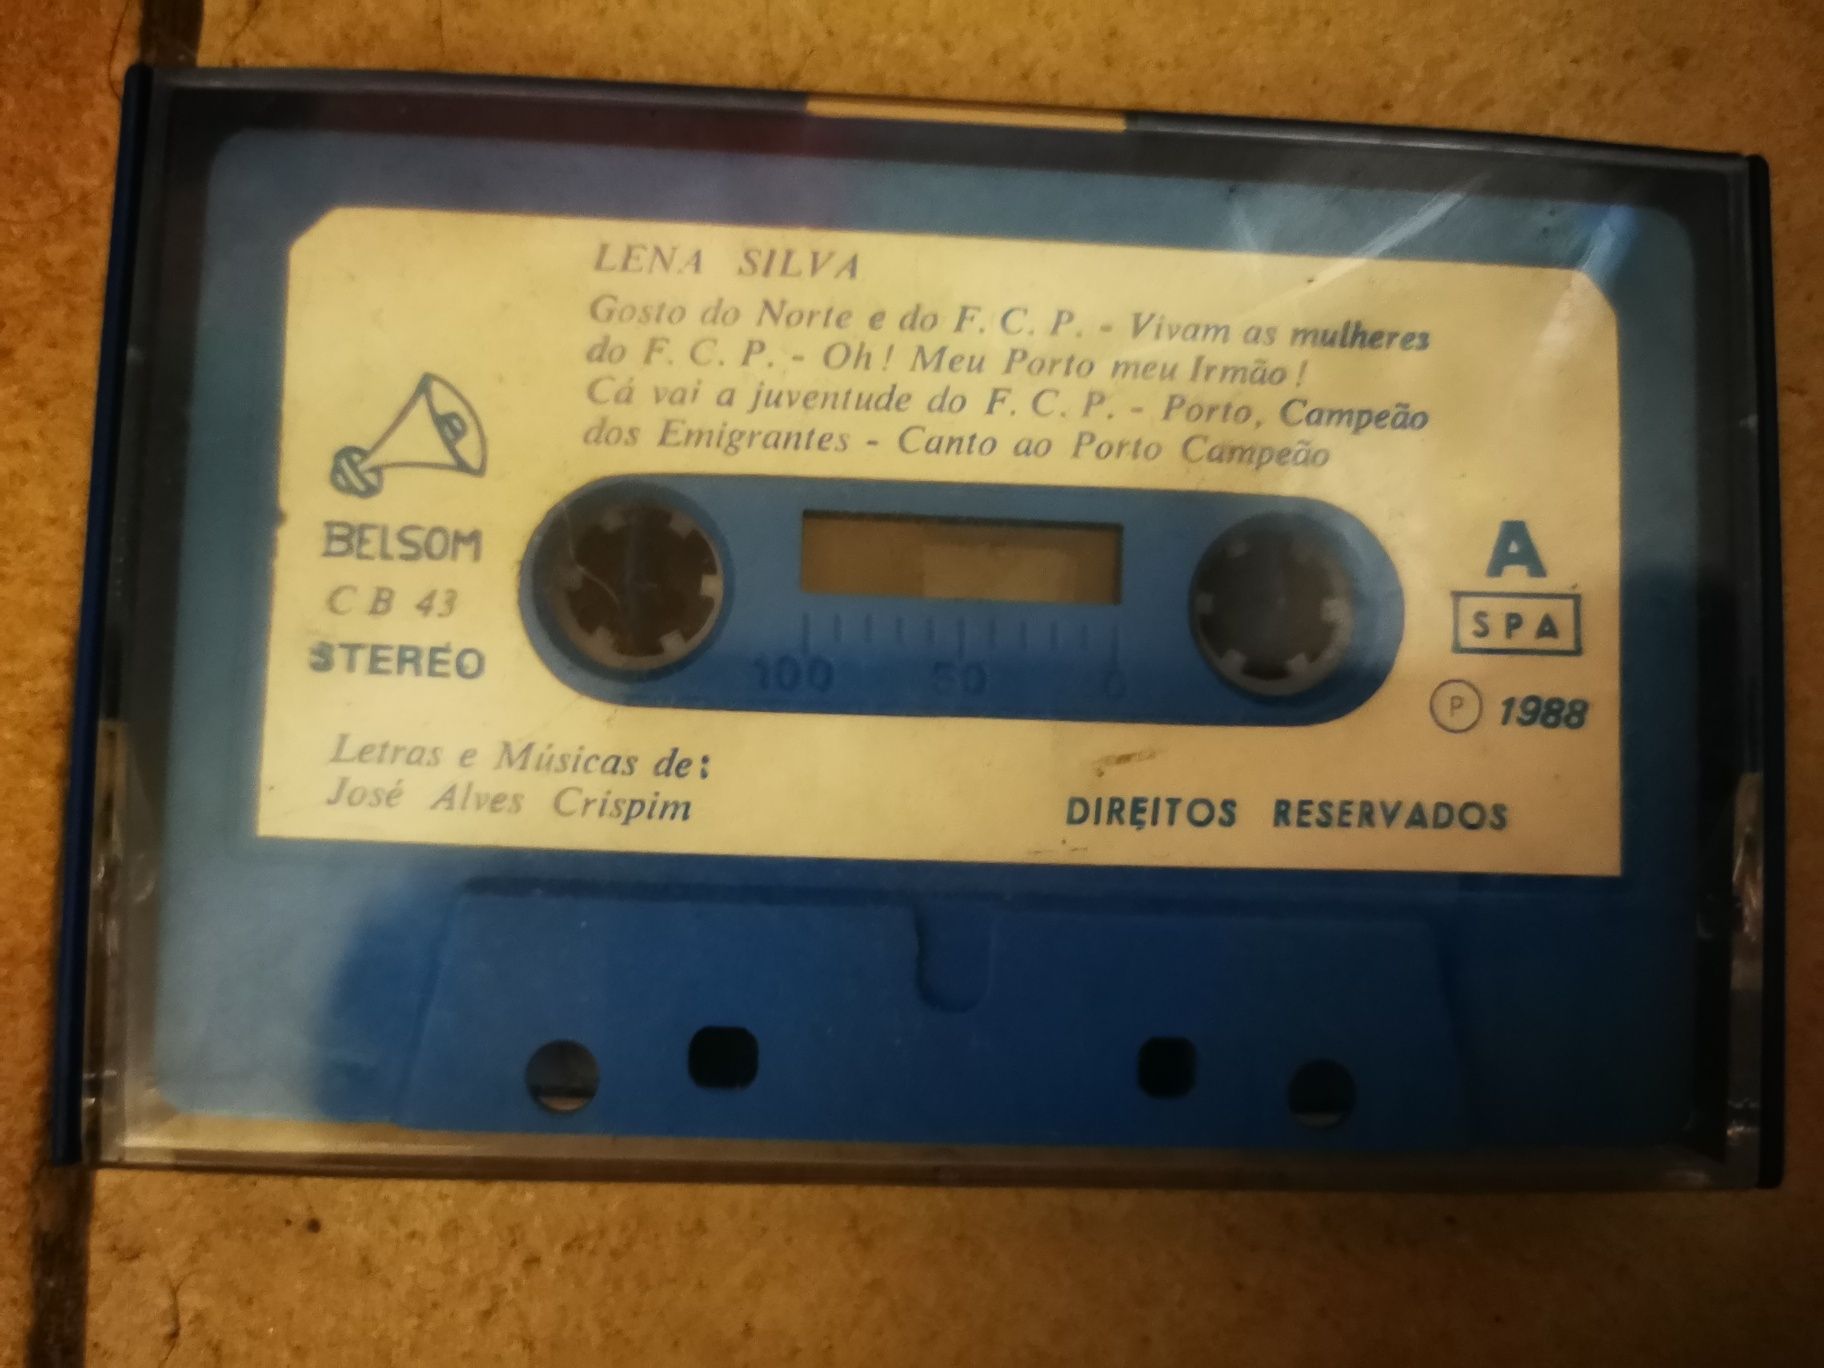 LENA SILVA
Gosto do Norte e do F. C. P. - Vivam as mulheres
do F. C. P. - Oh! Meu Porto meu Irmão!
Cá vai a juventude do F. C. P. - Porto, Campeão
dos Emigrantes - Canto ao Porto Campeão
BELSOM
C B 43
STEREO
100 50 0
A
SPA
P 1988
Letras e Músicas de:
José Alves Crispim
DIREITOS RESERVADOS